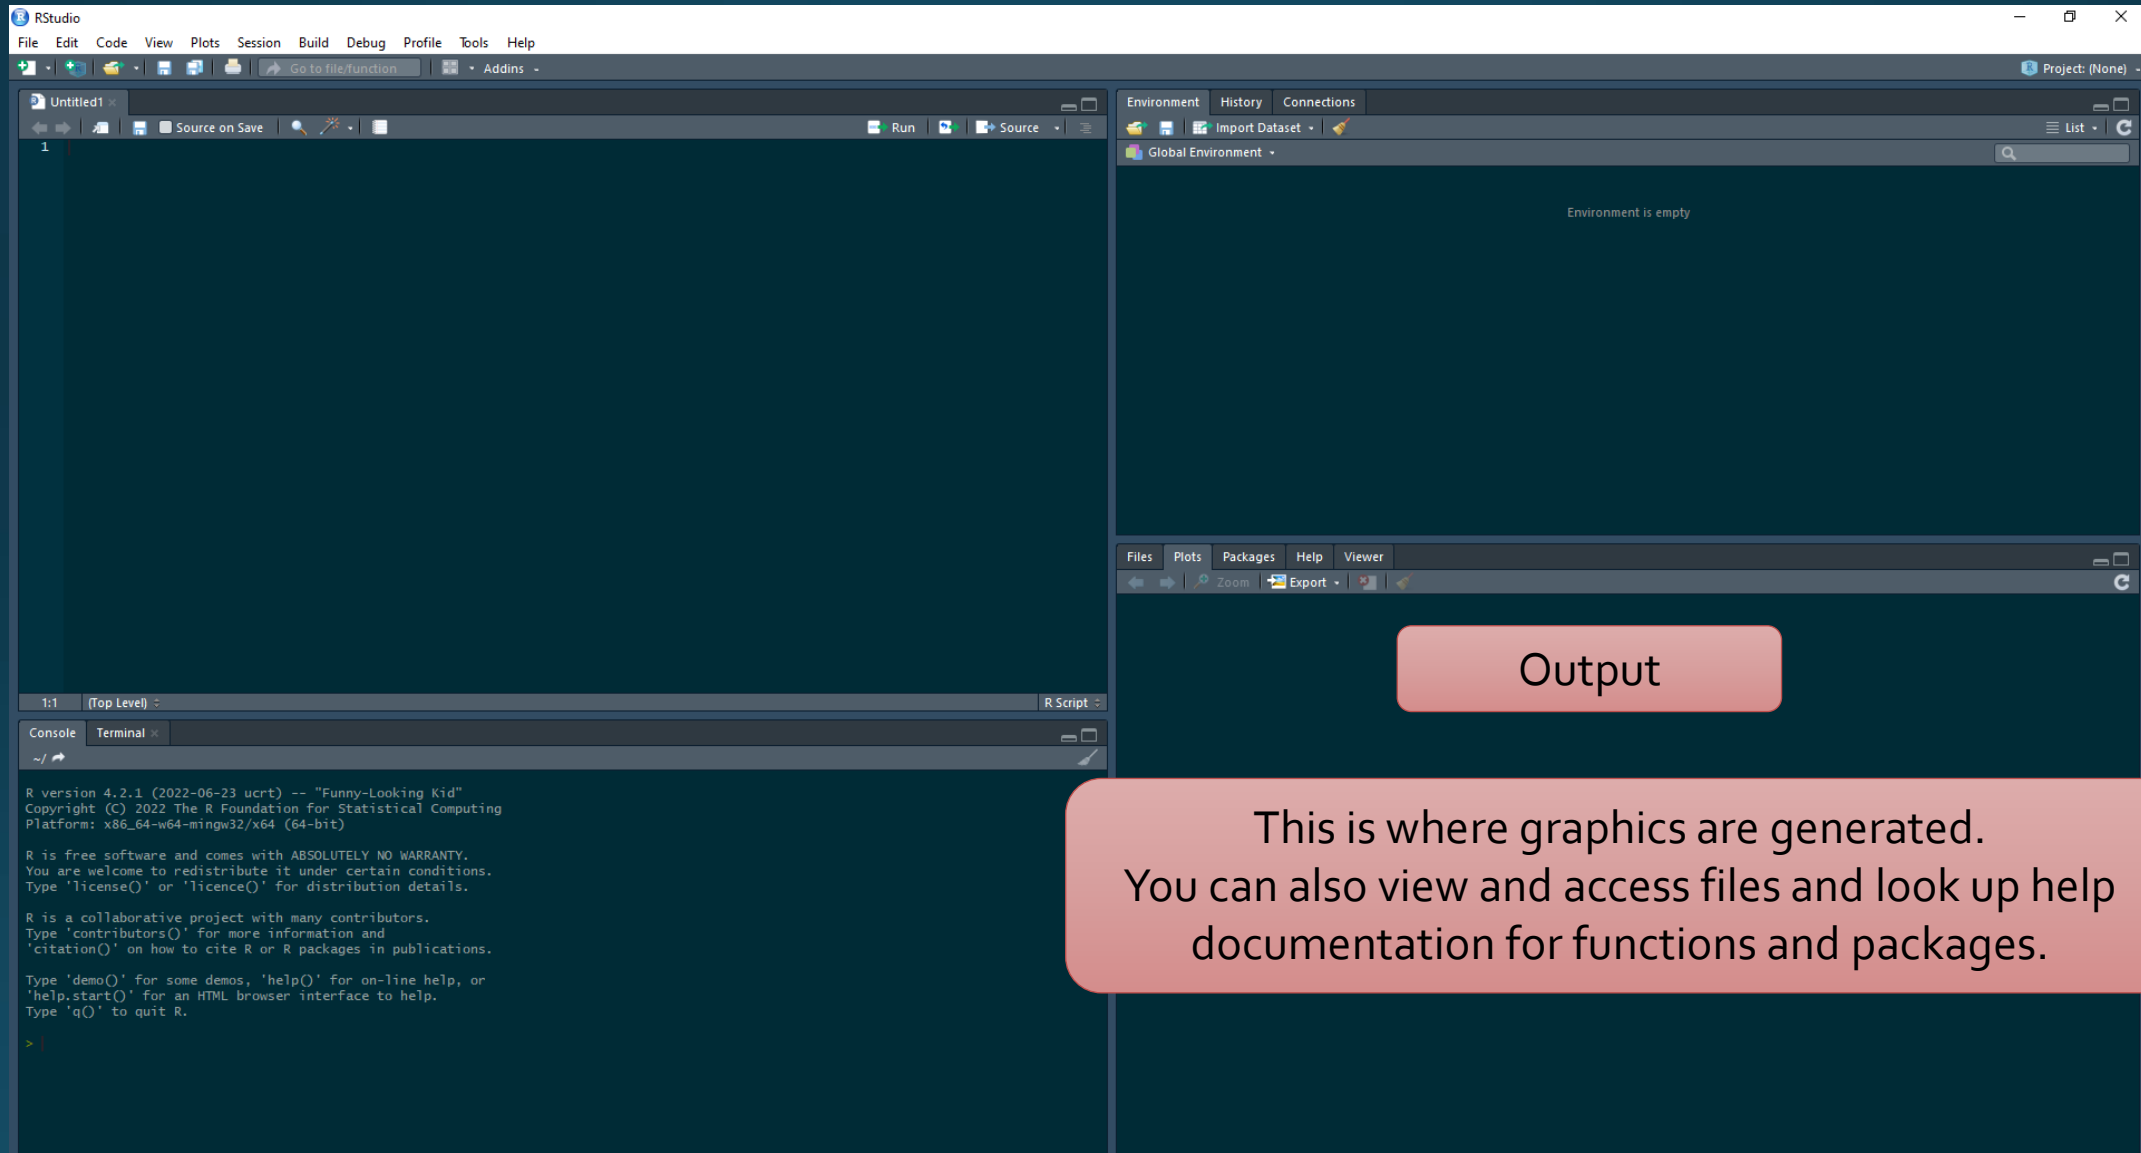 RStudio
File Edit Code View Plots Session Build Debug Profile Tools Help
Go to file/function Addins
Project: (None)
Untitled1
Source on Save Run Source
1
1:1 (Top Level) R Script
Console Terminal
~/
R version 4.2.1 (2022-06-23 ucrt) -- "Funny-Looking Kid"
Copyright (C) 2022 The R Foundation for Statistical Computing
Platform: x86_64-w64-mingw32/x64 (64-bit)
R is free software and comes with ABSOLUTELY NO WARRANTY.
You are welcome to redistribute it under certain conditions.
Type 'license()' or 'licence()' for distribution details.
R is a collaborative project with many contributors.
Type 'contributors()' for more information and
'citation()' on how to cite R or R packages in publications.
Type 'demo()' for some demos, 'help()' for on-line help, or
'help.start()' for an HTML browser interface to help.
Type 'q()' to quit R.
>
Environment History Connections
Import Dataset List
Global Environment
Environment is empty
Files Plots Packages Help Viewer
Zoom Export
Output
This is where graphics are generated.
You can also view and access files and look up help
documentation for functions and packages.